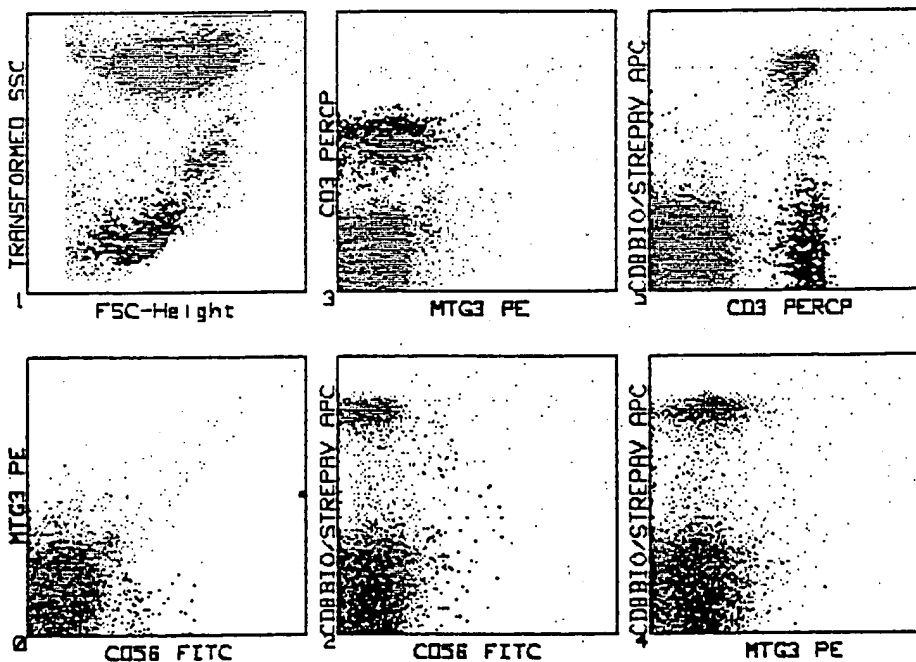 TRANSFORMED SSC
1
FSC-Height
CD3 PERCP
3
MTG3 PE
CD8BIO/STREPAV APC
5
CD3 PERCP
MTG3 PE
0
CD56 FITC
CD8BIO/STREPAV APC
2
CD56 FITC
CD8BIO/STREPAV APC
4
MTG3 PE